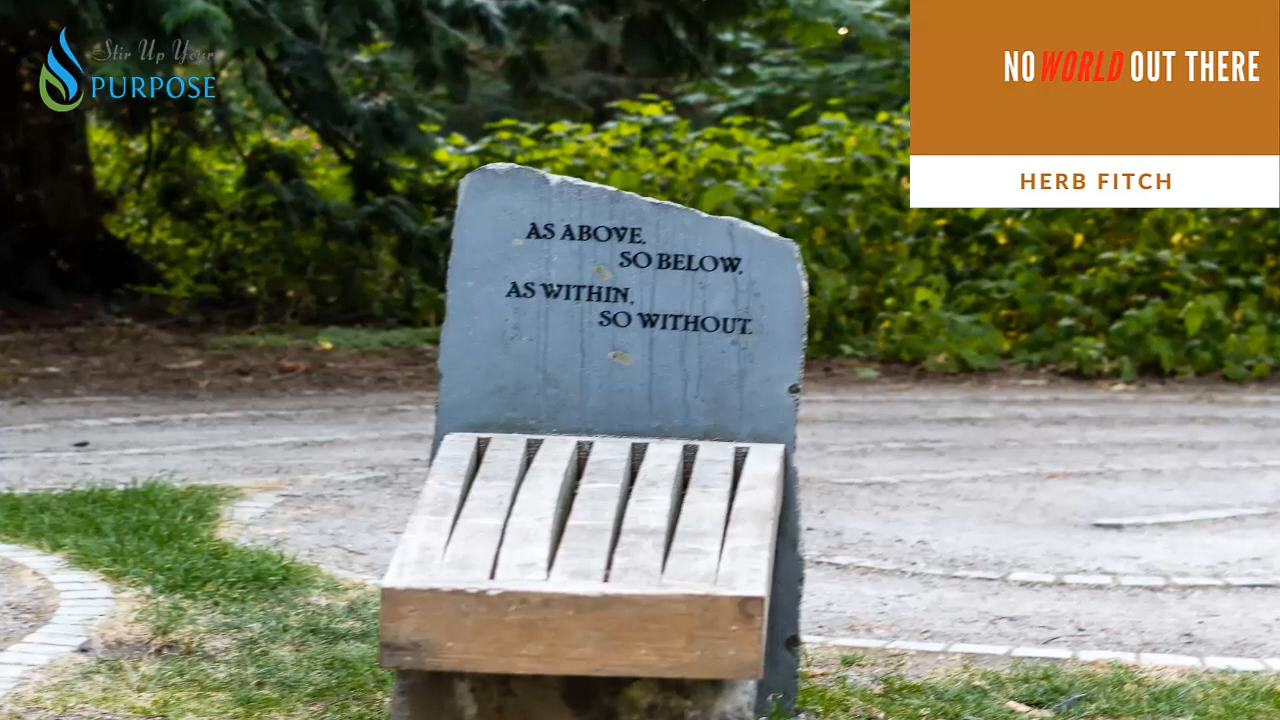 Stir Up Your
PURPOSE
NO WORLD OUT THERE
HERB FITCH
AS ABOVE,
SO BELOW,
AS WITHIN,
SO WITHOUT.